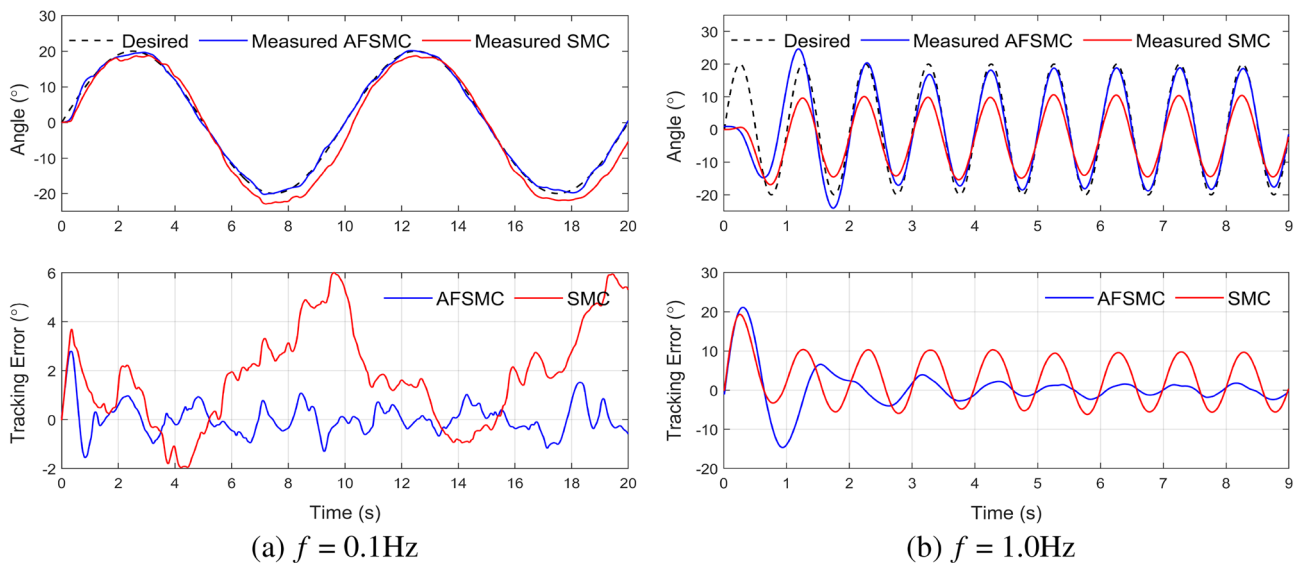 30
20
10
0
-10
-20
Angle (°)
Desired Measured AFSMC Measured SMC
0 2 4 6 8 10 12 14 16 18 20
6
4
2
0
-2
Tracking Error (°)
AFSMC SMC
0 2 4 6 8 10 12 14 16 18 20
Time (s)
(a) f = 0.1Hz
30
20
10
0
-10
-20
Angle (°)
Desired Measured AFSMC Measured SMC
0 1 2 3 4 5 6 7 8 9
30
20
10
0
-10
-20
Tracking Error (°)
AFSMC SMC
0 1 2 3 4 5 6 7 8 9
Time (s)
(b) f = 1.0Hz